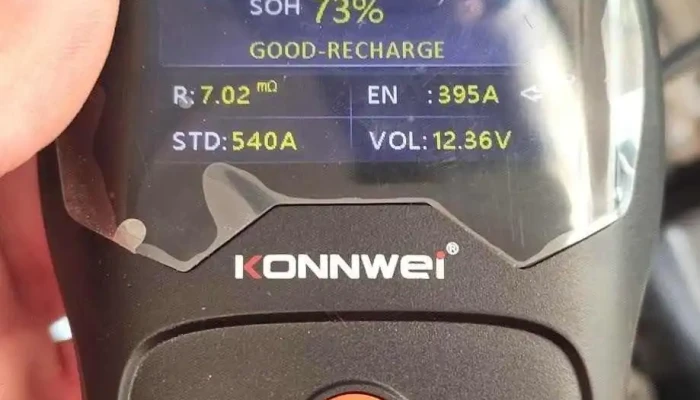 SOH 73%
GOOD-RECHARGE
R: 7.02 mΩ EN : 395A
STD: 540A VOL: 12.36V
KONNWEI®